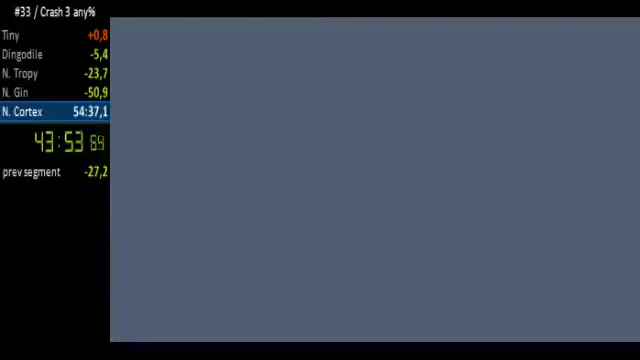 #33 / Crash 3 any%
Tiny +0,8
Dingodile -5,4
N. Tropy -23,7
N. Gin -50,9
N. Cortex 54:37,1
43:53 64
prev segment -27,2